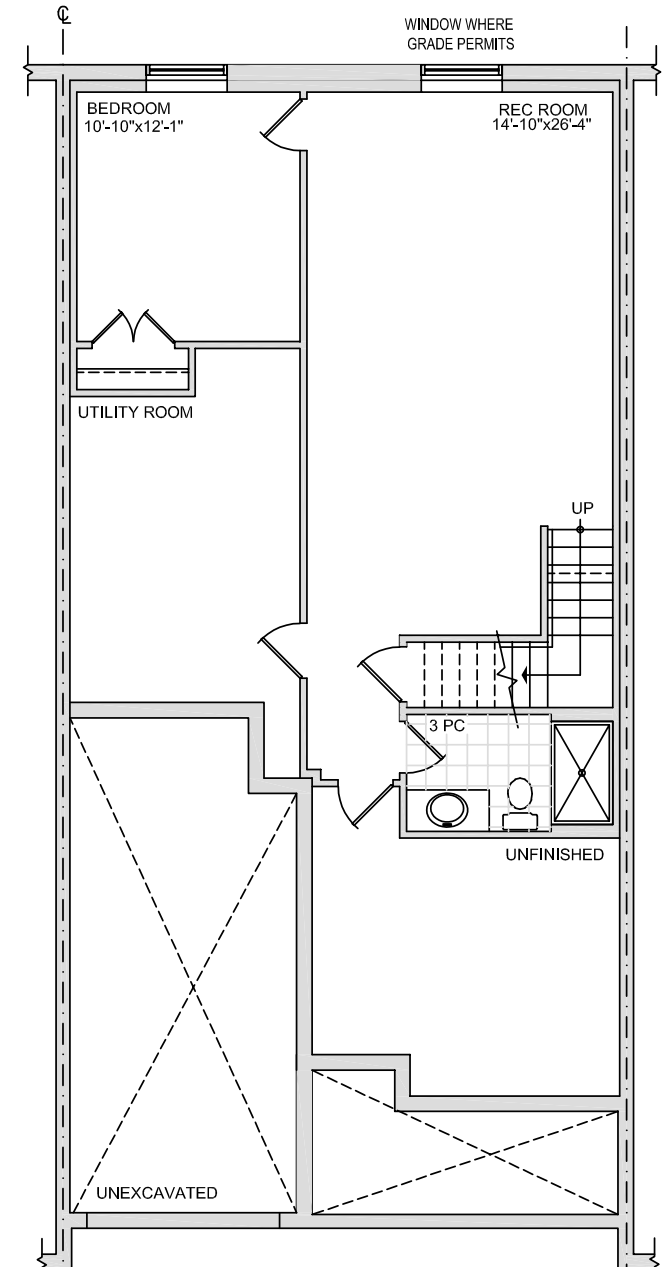 ℄
WINDOW WHERE
GRADE PERMITS
BEDROOM
10'-10"x12'-1"
REC ROOM
14'-10"x26'-4"
UTILITY ROOM
UP
3 PC
UNFINISHED
UNEXCAVATED